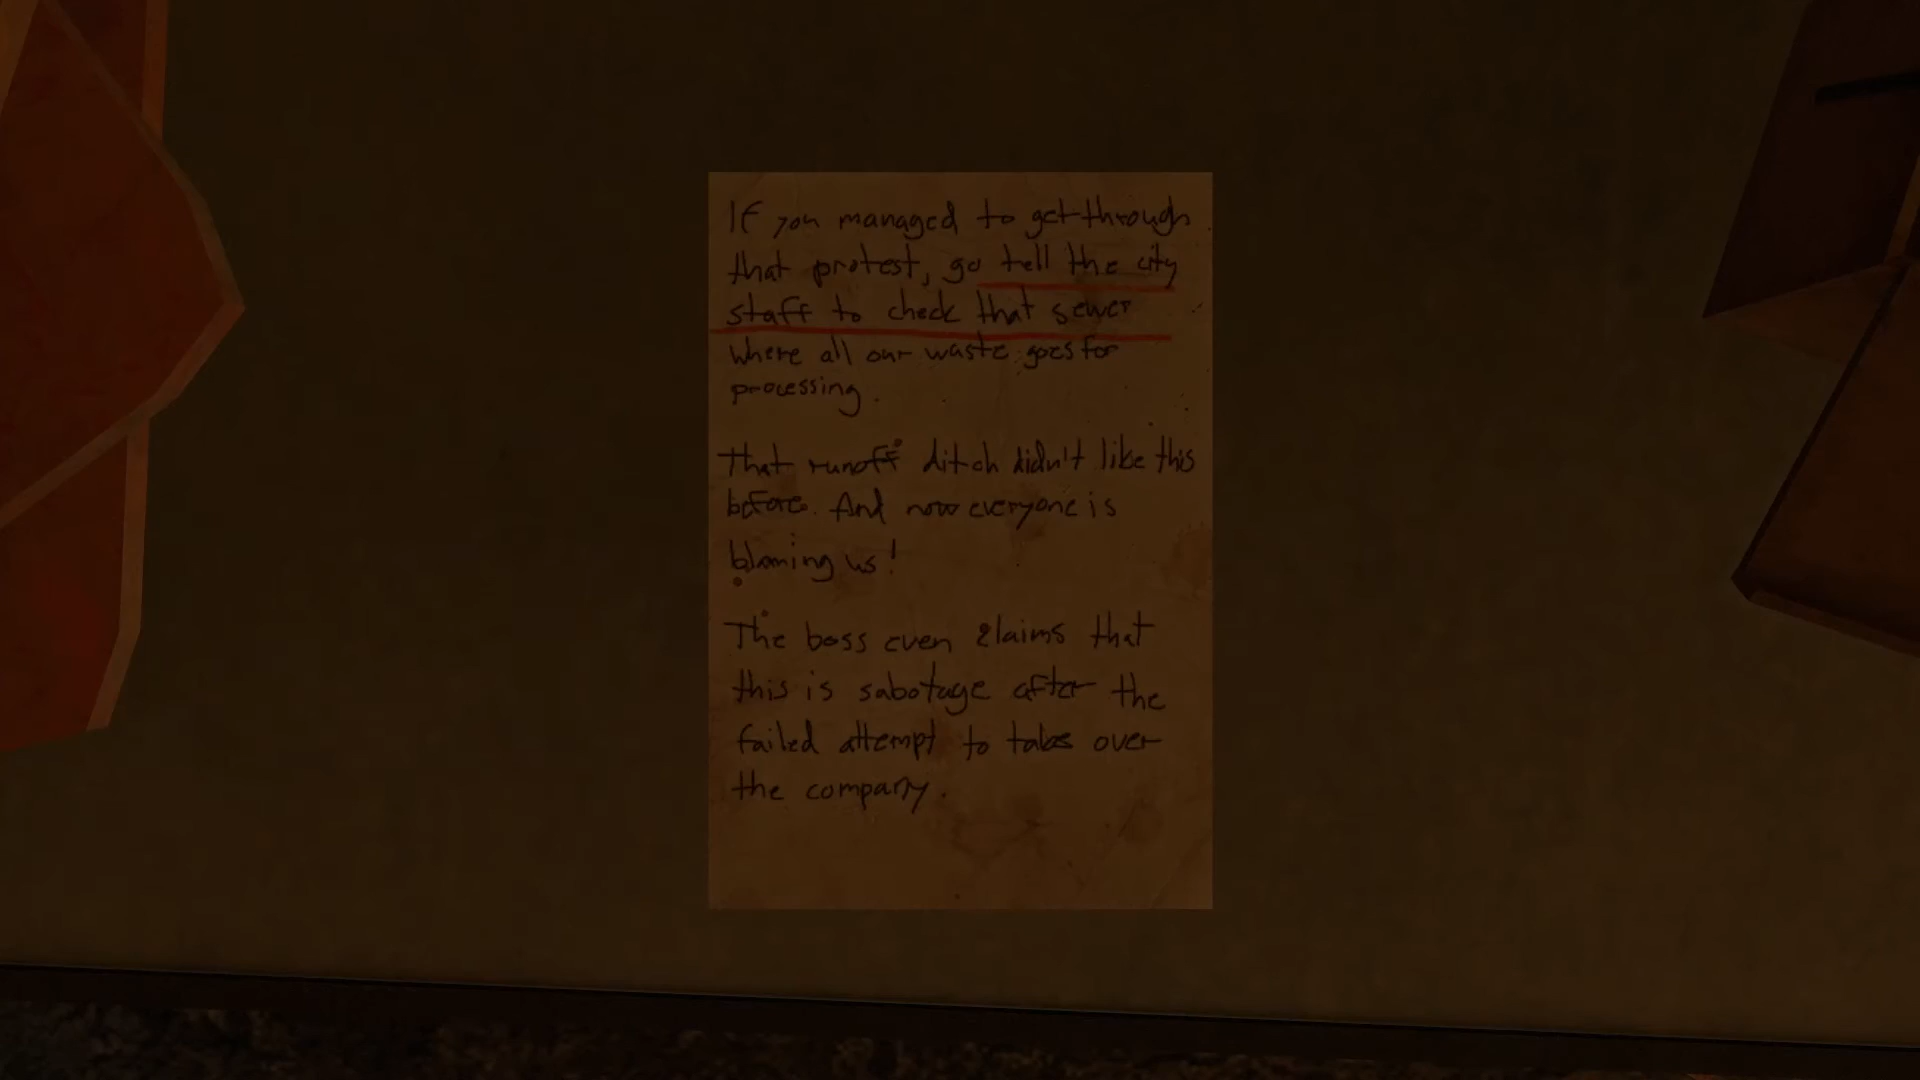 If you managed to get through
that protest, go tell the city
staff to check that sewer
where all our waste goes for
processing.
That runoff ditch didn't like this
before. And now everyone is
blaming us!
The boss even claims that
this is sabotage after the
failed attempt to take over
the company.